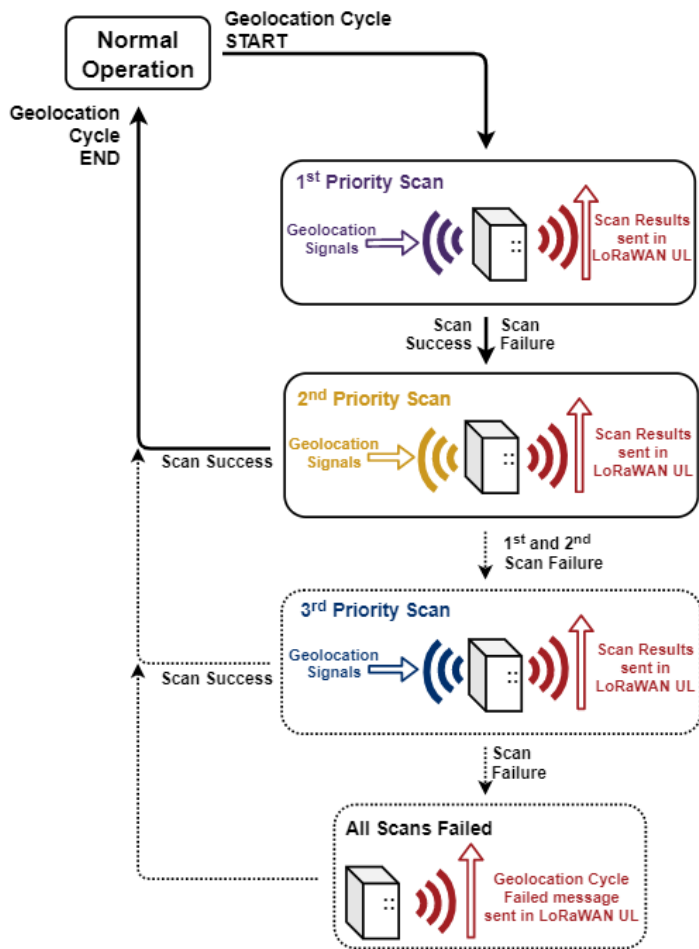 Normal
Operation
Geolocation Cycle
START
Geolocation
Cycle
END
1st Priority Scan
Geolocation
Signals
Scan Results
sent in
LoRaWAN UL
Scan
Success
Scan
Failure
2nd Priority Scan
Geolocation
Signals
Scan Results
sent in
LoRaWAN UL
Scan Success
1st and 2nd
Scan Failure
3rd Priority Scan
Geolocation
Signals
Scan Results
sent in
LoRaWAN UL
Scan Success
Scan
Failure
All Scans Failed
Geolocation Cycle
Failed message
sent in LoRaWAN UL